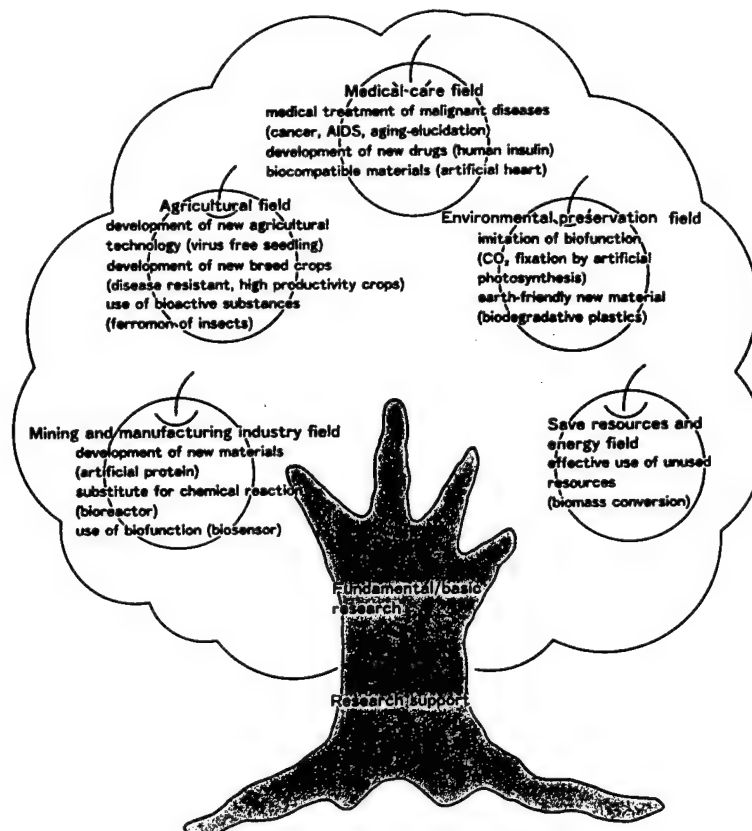 Medical-care field
medical treatment of malignant diseases
(cancer, AIDS, aging-elucidation)
development of new drugs (human insulin)
biocompatible materials (artificial heart)
Agricultural field
development of new agricultural
technology (virus free seedling)
development of new breed crops
(disease resistant, high productivity crops)
use of bioactive substances
(ferromon of insects)
Environmental preservation field
imitation of biofunction
(CO₂ fixation by artificial
photosynthesis)
earth-friendly new material
(biodegradative plastics)
Mining and manufacturing industry field
development of new materials
(artificial protein)
substitute for chemical reaction
(bioreactor)
use of biofunction (biosensor)
Save resources and
energy field
effective use of unused
resources
(biomass conversion)
Fundamental/basic
research
Research support